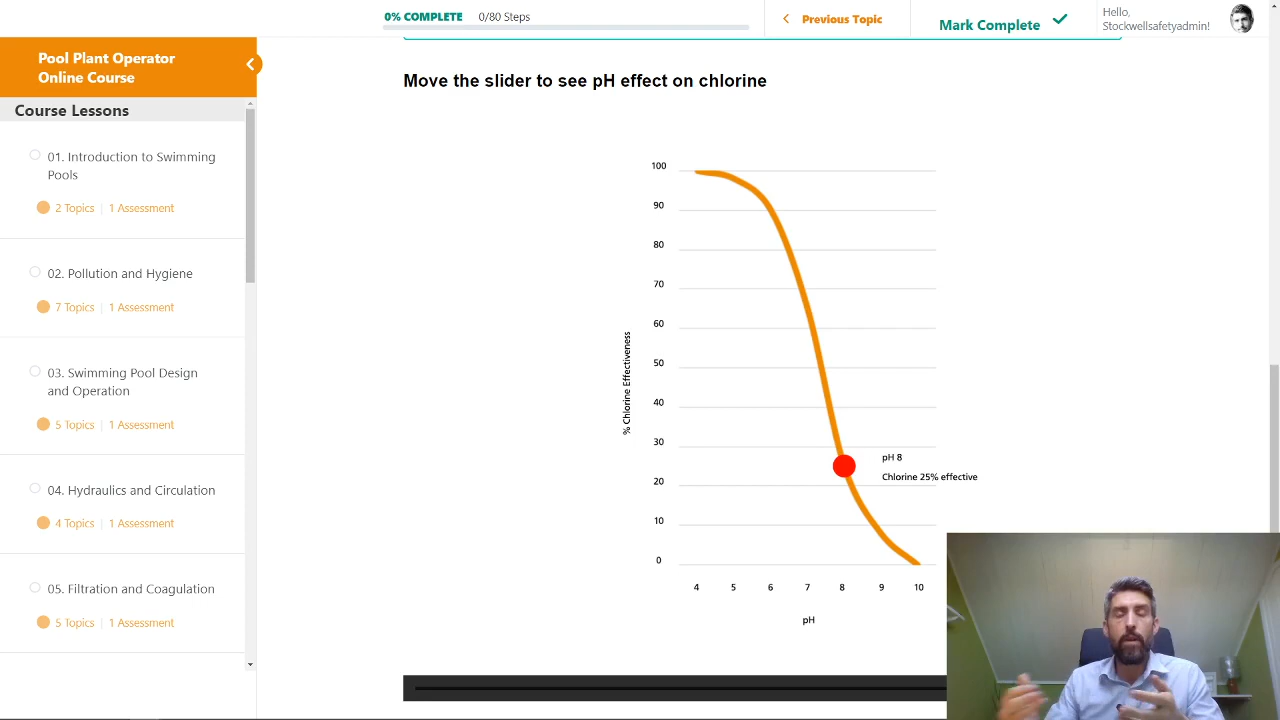 0% COMPLETE 0/80 Steps
Previous Topic
Mark Complete
Hello,
Stockwellsafetyadmin!
Pool Plant Operator
Online Course
Course Lessons
01. Introduction to Swimming
Pools
2 Topics | 1 Assessment
02. Pollution and Hygiene
7 Topics | 1 Assessment
03. Swimming Pool Design
and Operation
5 Topics | 1 Assessment
04. Hydraulics and Circulation
4 Topics | 1 Assessment
05. Filtration and Coagulation
5 Topics | 1 Assessment
Move the slider to see pH effect on chlorine
100
90
80
70
60
50
40
30
20
10
0
% Chlorine Effectiveness
pH 8
Chlorine 25% effective
4 5 6 7 8 9 10
pH